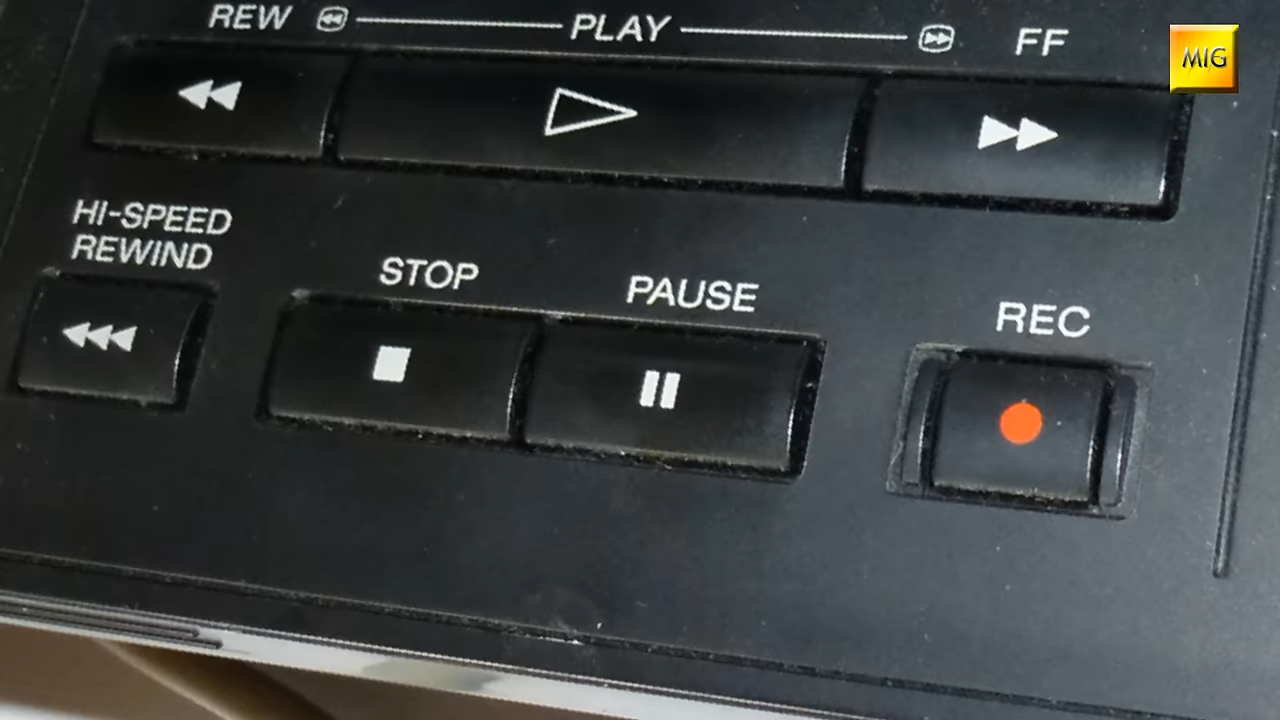 REW PLAY FF
MIG
HI-SPEED
REWIND
STOP PAUSE REC